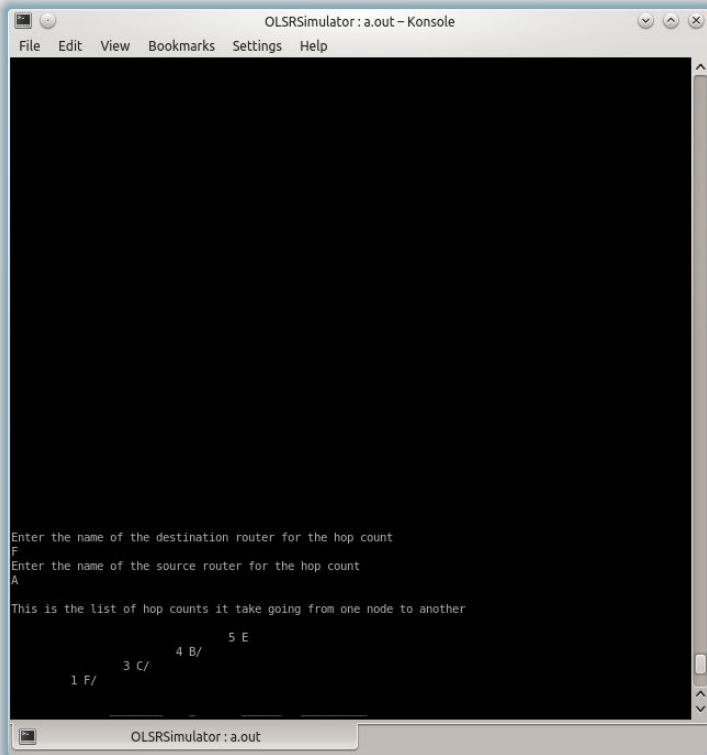 OLSRSimulator : a.out – Konsole
File Edit View Bookmarks Settings Help
Enter the name of the destination router for the hop count
F
Enter the name of the source router for the hop count
A
This is the list of hop counts it take going from one node to another
5 E
4 B/
3 C/
1 F/
OLSRSimulator : a.out